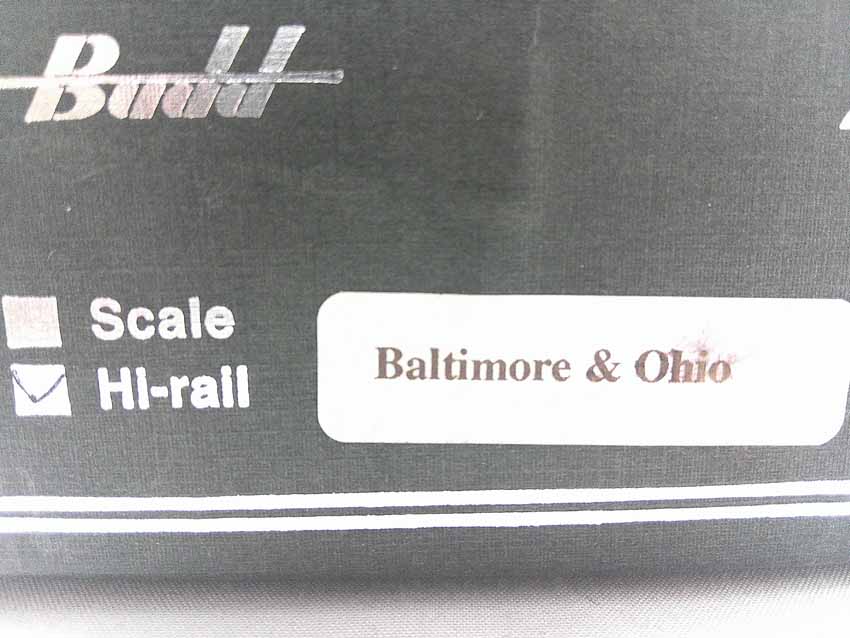 Budd
Scale
Hi-rail
Baltimore & Ohio